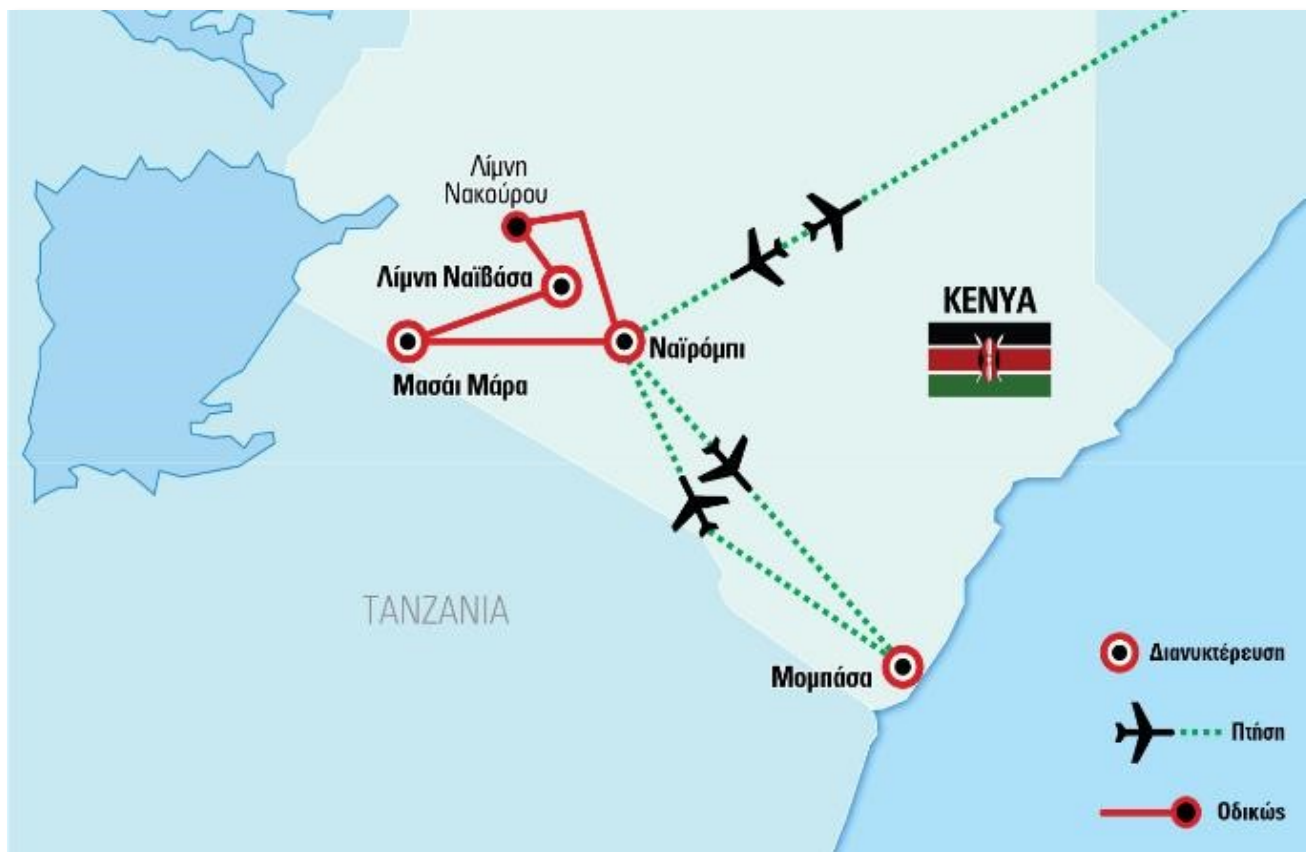 Λίμνη
Νακούρου
Λίμνη Ναϊβάσα
KENYA
Ναϊρόμπι
Μασάι Μάρα
TANZANIA
Μομπάσα
Διανυκτέρευση
Πτήση
Οδικώς